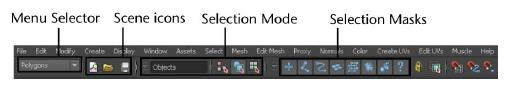 Menu Selector Scene icons Selection Mode Selection Masks
File Edit Modify Create Display Window Assets Select Mesh Edit Mesh Proxy Normals Color Create UVs Edit UVs Muscle Help
Polygons Objects ?